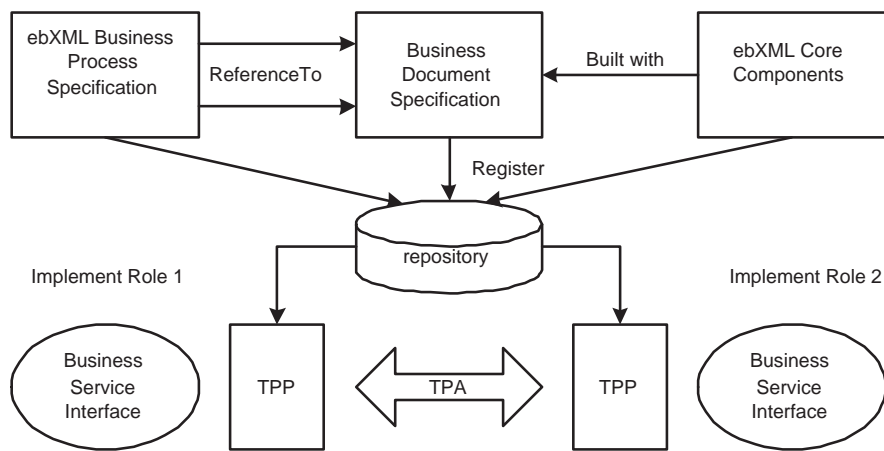 ebXML Business
Process
Specification
ReferenceTo
Business
Document
Specification
Built with
ebXML Core
Components
Register
repository
Implement Role 1
Implement Role 2
Business
Service
Interface
TPP
TPA
TPP
Business
Service
Interface